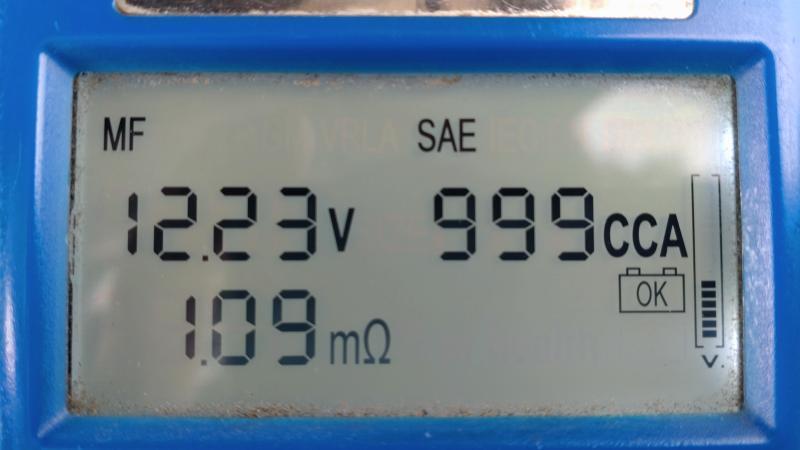 MF SAE
12.23 V 999 CCA
OK
1.09 mΩ
V.